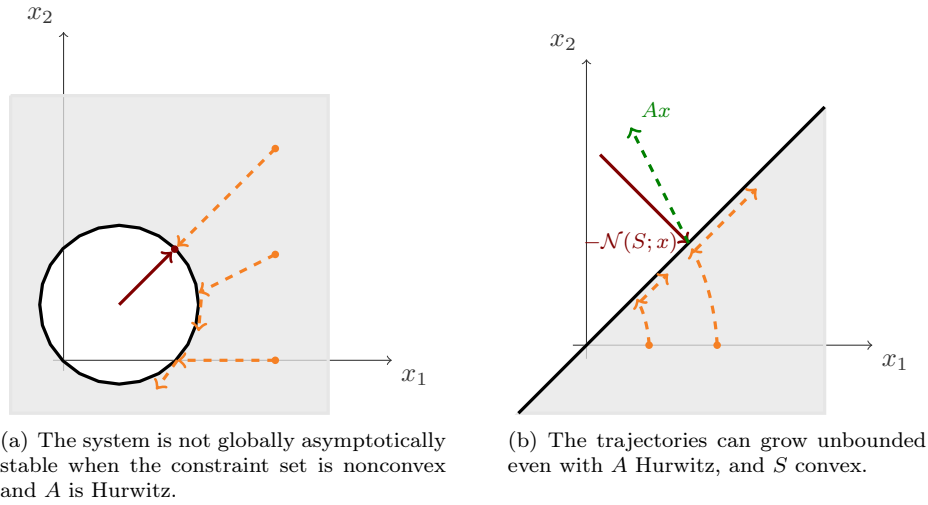 x₂
x₁
(a) The system is not globally asymptotically
stable when the constraint set is nonconvex
and A is Hurwitz.
x₂
Ax
−𝒩(S; x)
x₁
(b) The trajectories can grow unbounded
even with A Hurwitz, and S convex.